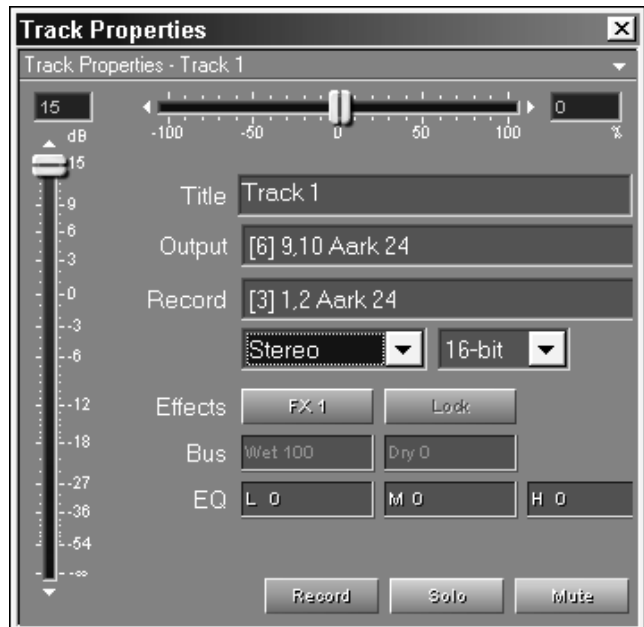 Track Properties
Track Properties - Track 1
15
dB
-100 -50 0 50 100
0
%
15
9
6
3
0
-3
-6
-12
-18
-27
-36
-54
-∞
Title Track 1
Output [6] 9,10 Aark 24
Record [3] 1,2 Aark 24
Stereo 16-bit
Effects FX 1 Lock
Bus Wet 100 Dry 0
EQ L 0 M 0 H 0
Record Solo Mute